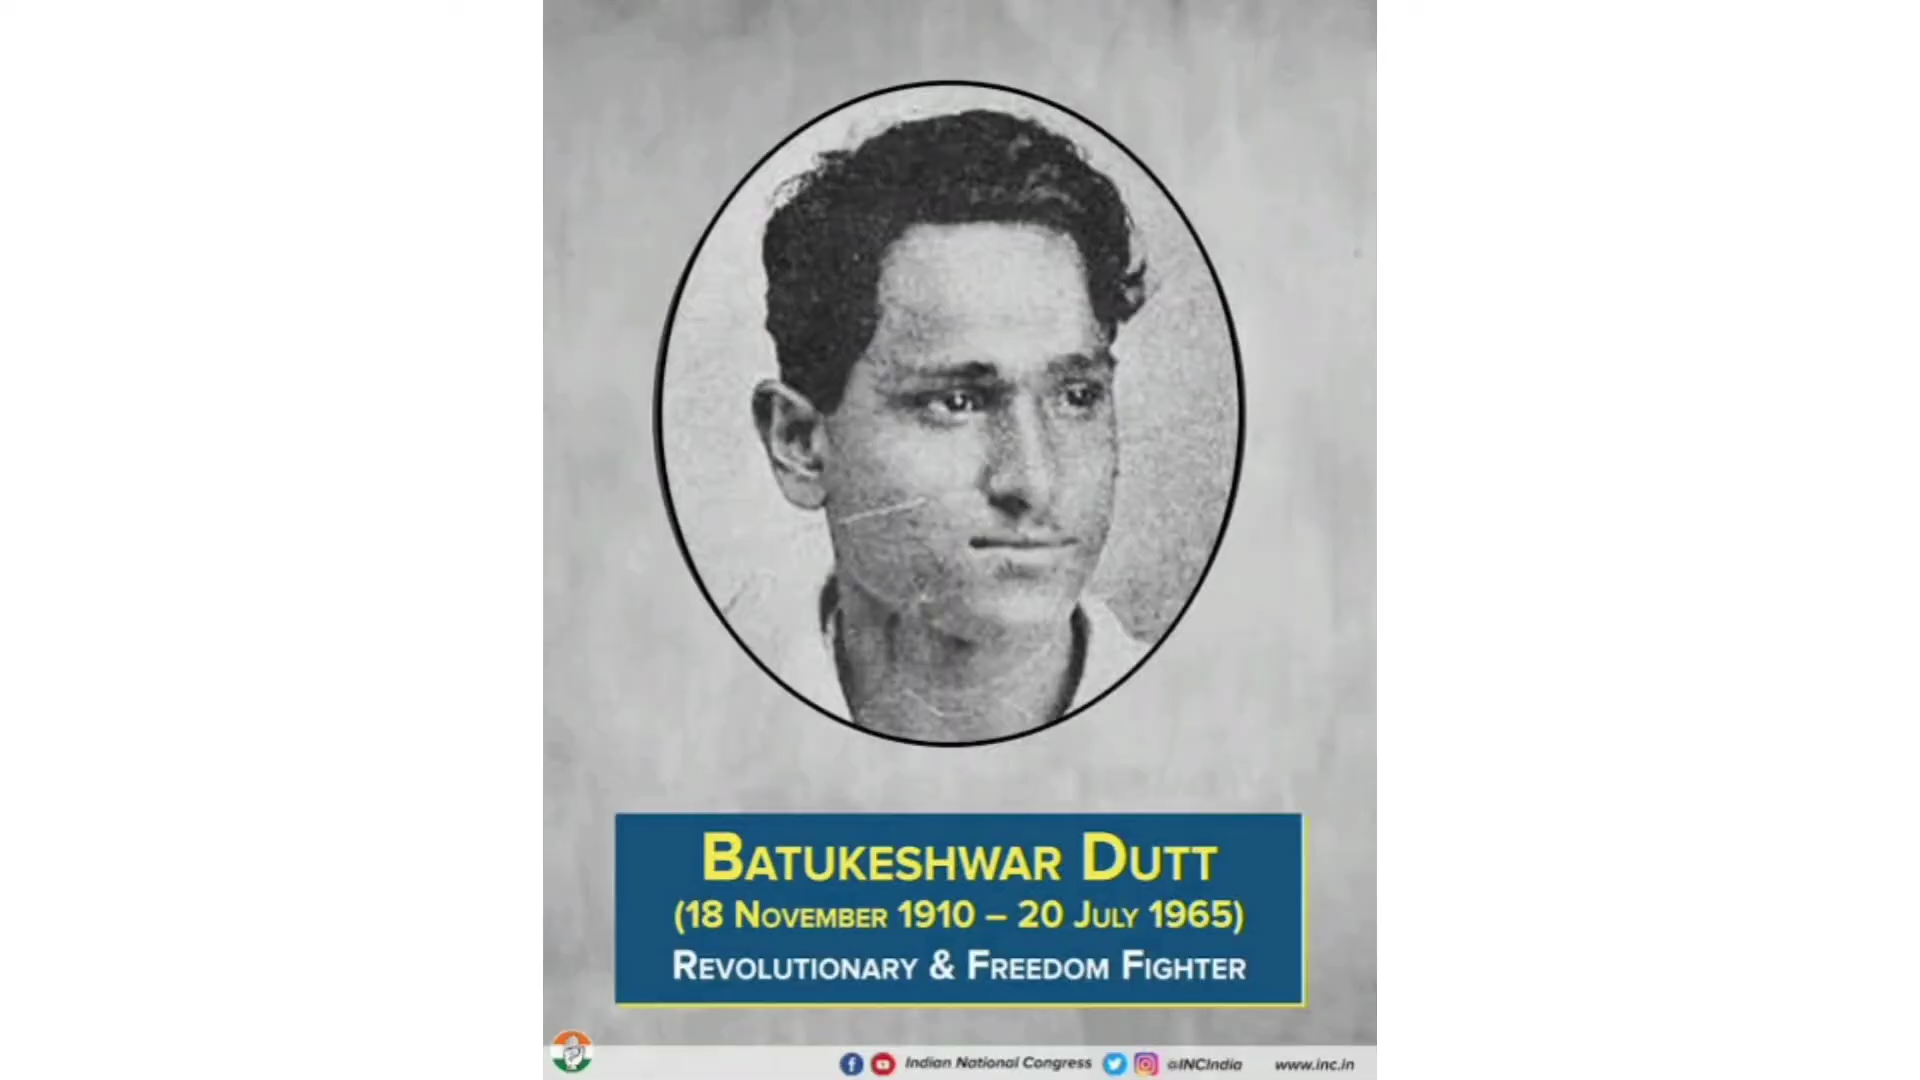 BATUKESHWAR DUTT
(18 NOVEMBER 1910 – 20 JULY 1965)
REVOLUTIONARY & FREEDOM FIGHTER
Indian National Congress @INCIndia www.inc.in